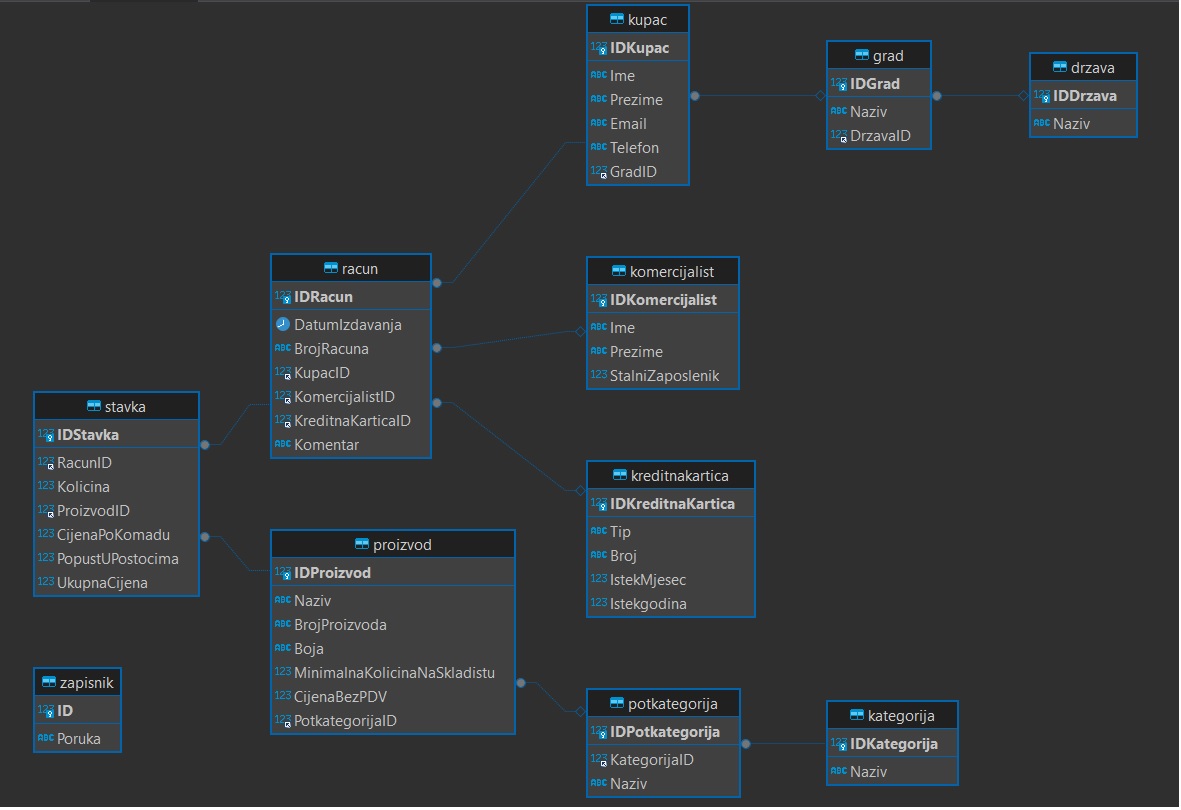 kupac
123 IDKupac
ABC Ime
ABC Prezime
ABC Email
ABC Telefon
123 GradID
grad
123 IDGrad
ABC Naziv
123 DrzavaID
drzava
123 IDDrzava
ABC Naziv
racun
123 IDRacun
DatumIzdavanja
ABC BrojRacuna
123 KupacID
123 KomercijalistID
123 KreditnaKarticaID
ABC Komentar
komercijalist
123 IDKomercijalist
ABC Ime
ABC Prezime
123 StalniZaposlenik
stavka
123 IDStavka
123 RacunID
123 Kolicina
123 ProizvodID
123 CijenaPoKomadu
123 PopustUPostocima
123 UkupnaCijena
kreditnakartica
123 IDKreditnaKartica
ABC Tip
ABC Broj
123 IstekMjesec
123 Istekgodina
proizvod
123 IDProizvod
ABC Naziv
ABC BrojProizvoda
ABC Boja
123 MinimalnaKolicinaNaSkladistu
123 CijenaBezPDV
123 PotkategorijaID
zapisnik
123 ID
ABC Poruka
potkategorija
123 IDPotkategorija
123 KategorijaID
ABC Naziv
kategorija
123 IDKategorija
ABC Naziv